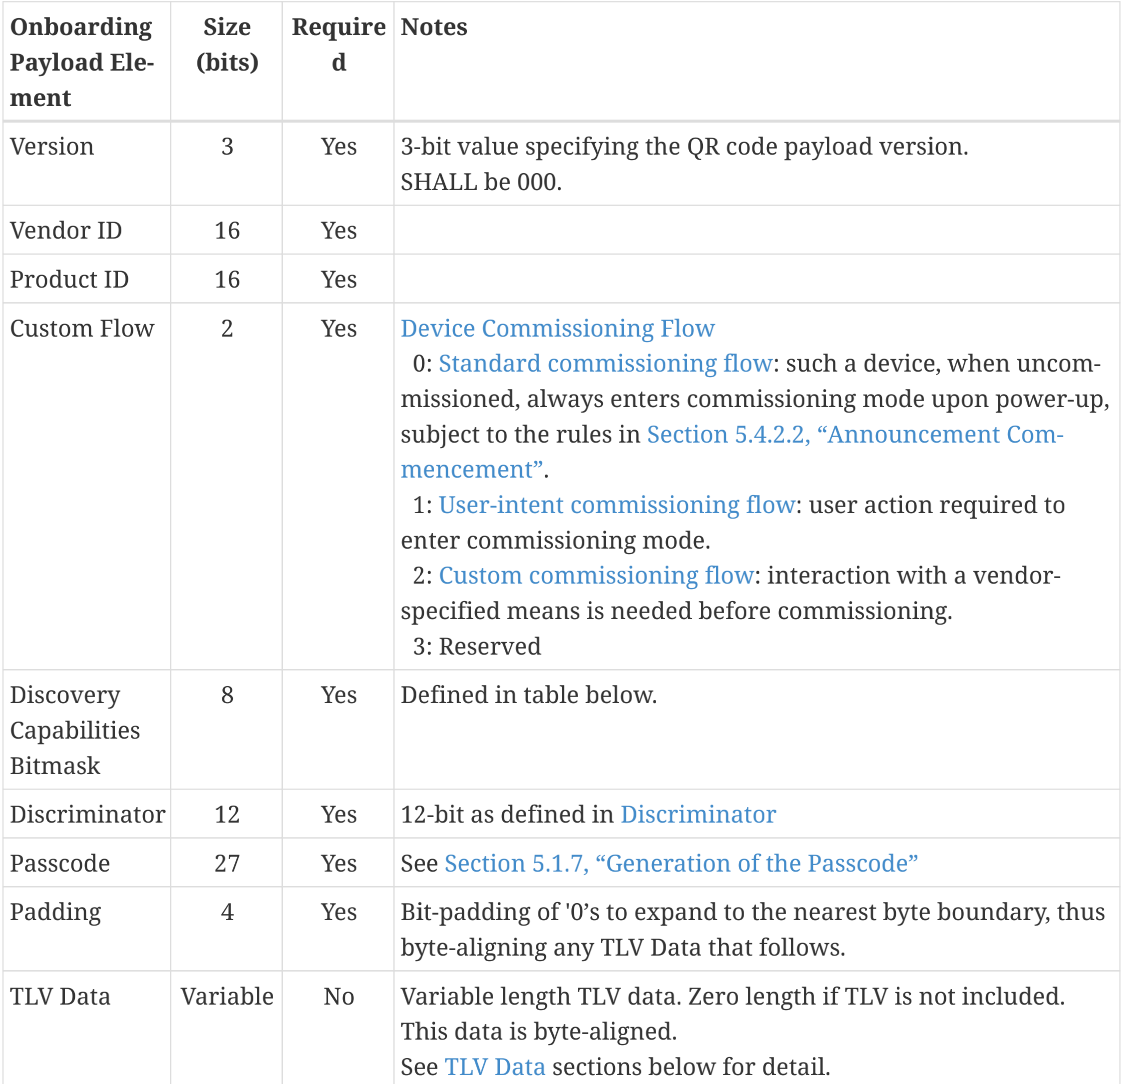 Onboarding Payload Ele-
ment
Size
(bits)
Require
d
Notes
Version 3 Yes 3-bit value specifying the QR code payload version.
SHALL be 000.
Vendor ID 16 Yes
Product ID 16 Yes
Custom Flow 2 Yes Device Commissioning Flow
0: Standard commissioning flow: such a device, when uncom-
missioned, always enters commissioning mode upon power-up,
subject to the rules in Section 5.4.2.2, “Announcement Com-
mencement”.
1: User-intent commissioning flow: user action required to
enter commissioning mode.
2: Custom commissioning flow: interaction with a vendor-
specified means is needed before commissioning.
3: Reserved
Discovery
Capabilities
Bitmask
8 Yes Defined in table below.
Discriminator 12 Yes 12-bit as defined in Discriminator
Passcode 27 Yes See Section 5.1.7, “Generation of the Passcode”
Padding 4 Yes Bit-padding of '0’s to expand to the nearest byte boundary, thus
byte-aligning any TLV Data that follows.
TLV Data Variable No Variable length TLV data. Zero length if TLV is not included.
This data is byte-aligned.
See TLV Data sections below for detail.